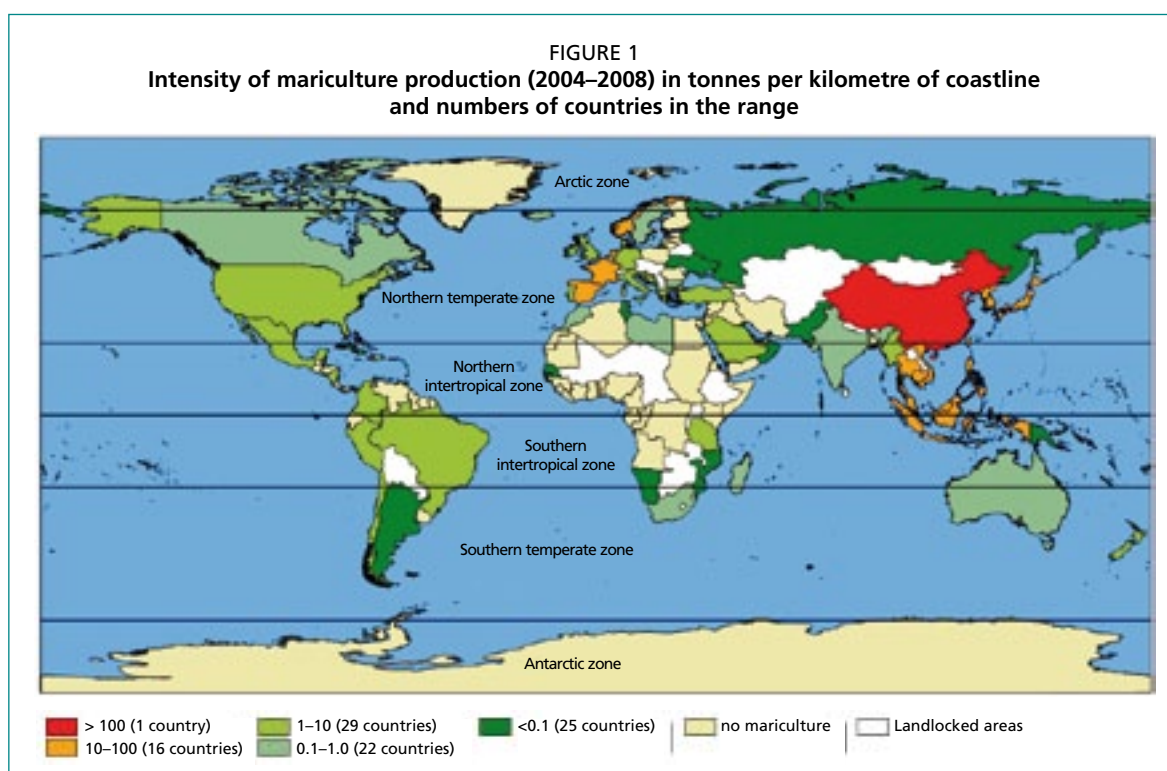 FIGURE 1
Intensity of mariculture production (2004–2008) in tonnes per kilometre of coastline
and numbers of countries in the range
Arctic zone
Northern temperate zone
Northern
intertropical zone
Southern
intertropical zone
Southern temperate zone
Antarctic zone
> 100 (1 country)
10–100 (16 countries)
1–10 (29 countries)
0.1–1.0 (22 countries)
<0.1 (25 countries)
no mariculture
Landlocked areas